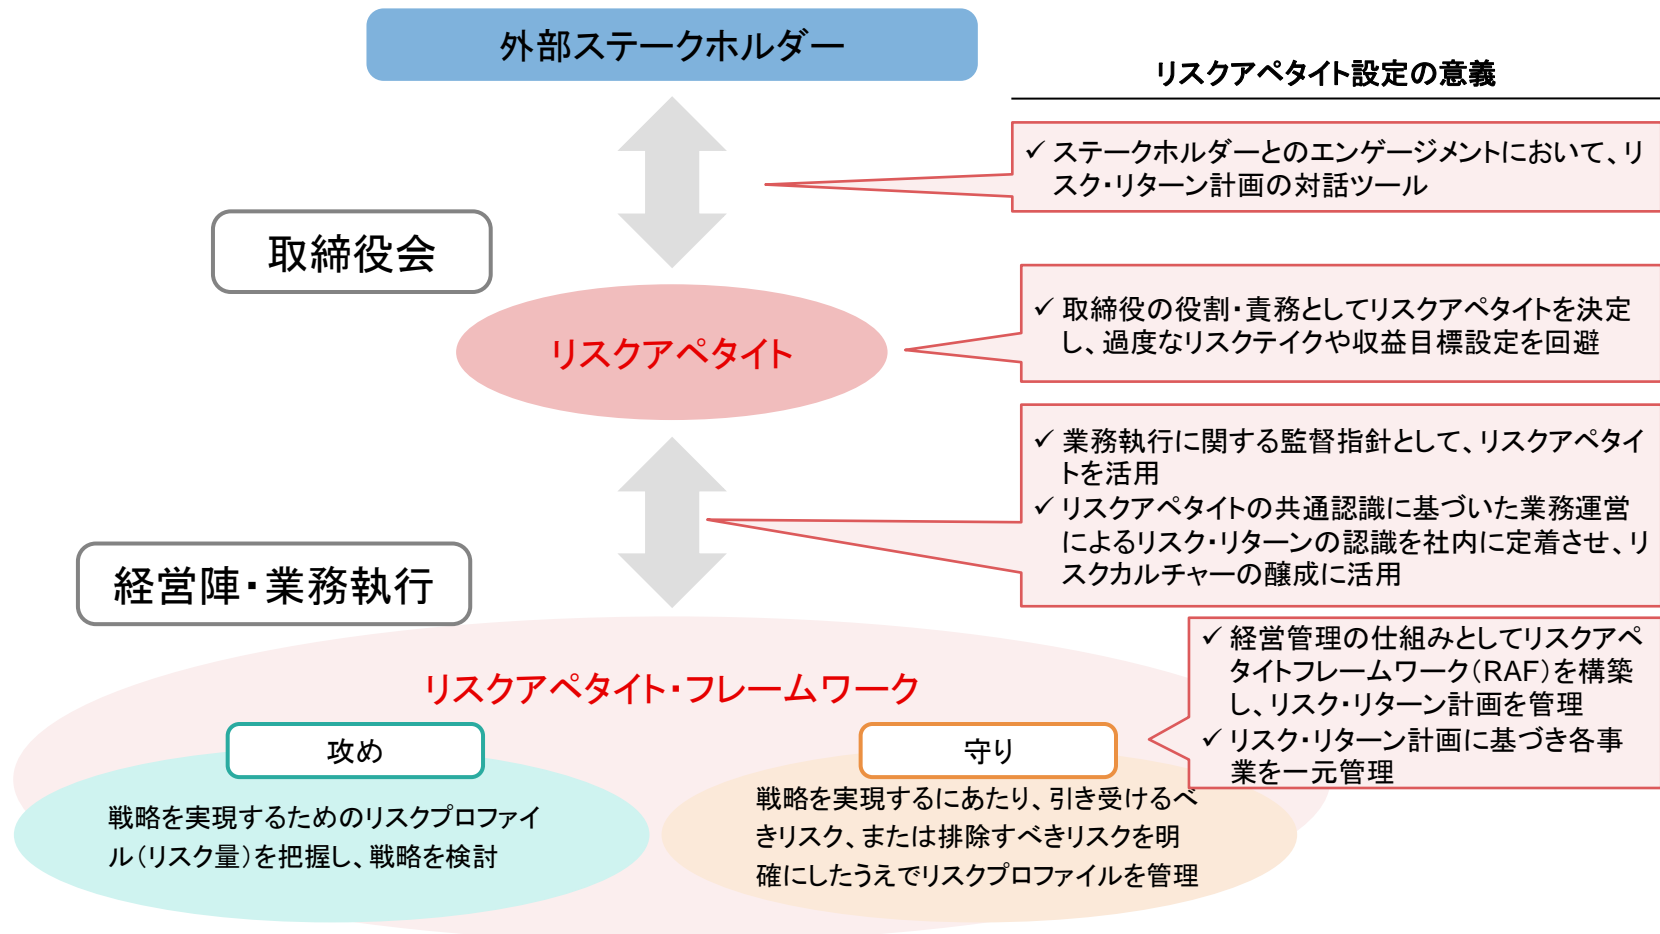 外部ステークホルダー
リスクアペタイト設定の意義
✓ ステークホルダーとのエンゲージメントにおいて、リ
スク・リターン計画の対話ツール
取締役会
リスクアペタイト
✓ 取締役の役割・責務としてリスクアペタイトを決定
し、過度なリスクテイクや収益目標設定を回避
✓ 業務執行に関する監督指針として、リスクアペタイ
トを活用
✓ リスクアペタイトの共通認識に基づいた業務運営
によるリスク・リターンの認識を社内に定着させ、リ
スクカルチャーの醸成に活用
経営陣・業務執行
リスクアペタイト・フレームワーク
✓ 経営管理の仕組みとしてリスクアペ
タイトフレームワーク（RAF）を構築
し、リスク・リターン計画を管理
✓ リスク・リターン計画に基づき各事
業を一元管理
攻め
戦略を実現するためのリスクプロファイ
ル（リスク量）を把握し、戦略を検討
守り
戦略を実現するにあたり、引き受けるべ
きリスク、または排除すべきリスクを明
確にしたうえでリスクプロファイルを管理